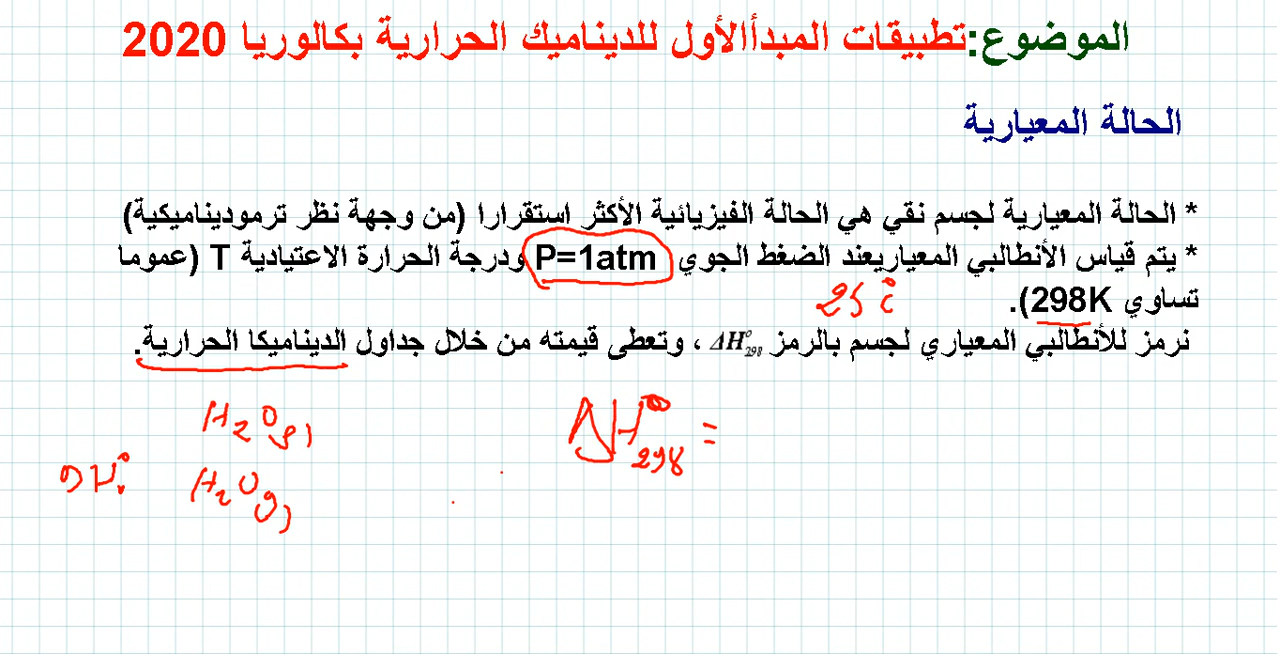 الموضوع:تطبيقات المبدأالأول للديناميك الحرارية بكالوريا 2020
الحالة المعيارية
* الحالة المعيارية لجسم نقي هي الحالة الفيزيائية الأكثر استقرارا (من وجهة نظر ترموديناميكية)
* يتم قياس الأنطالبي المعياريعند الضغط الجوي P=1atm ودرجة الحرارة الاعتيادية T (عموما
تساوي 298K).
25 c°
نرمز للأنطالبي المعياري لجسم بالرمز ΔH°298 ، وتعطى قيمته من خلال جداول الديناميكا الحرارية.
ΔH°298 =
H2O
H2O g)